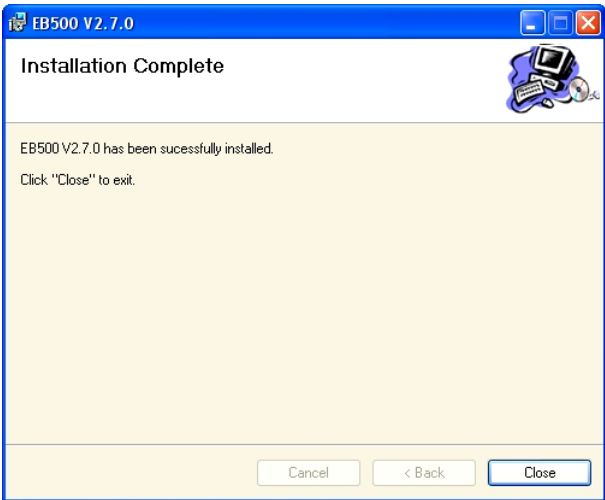 EB500 V2.7.0
Installation Complete
EB500 V2.7.0 has been sucessfully installed.
Click "Close" to exit.
Cancel
< Back
Close